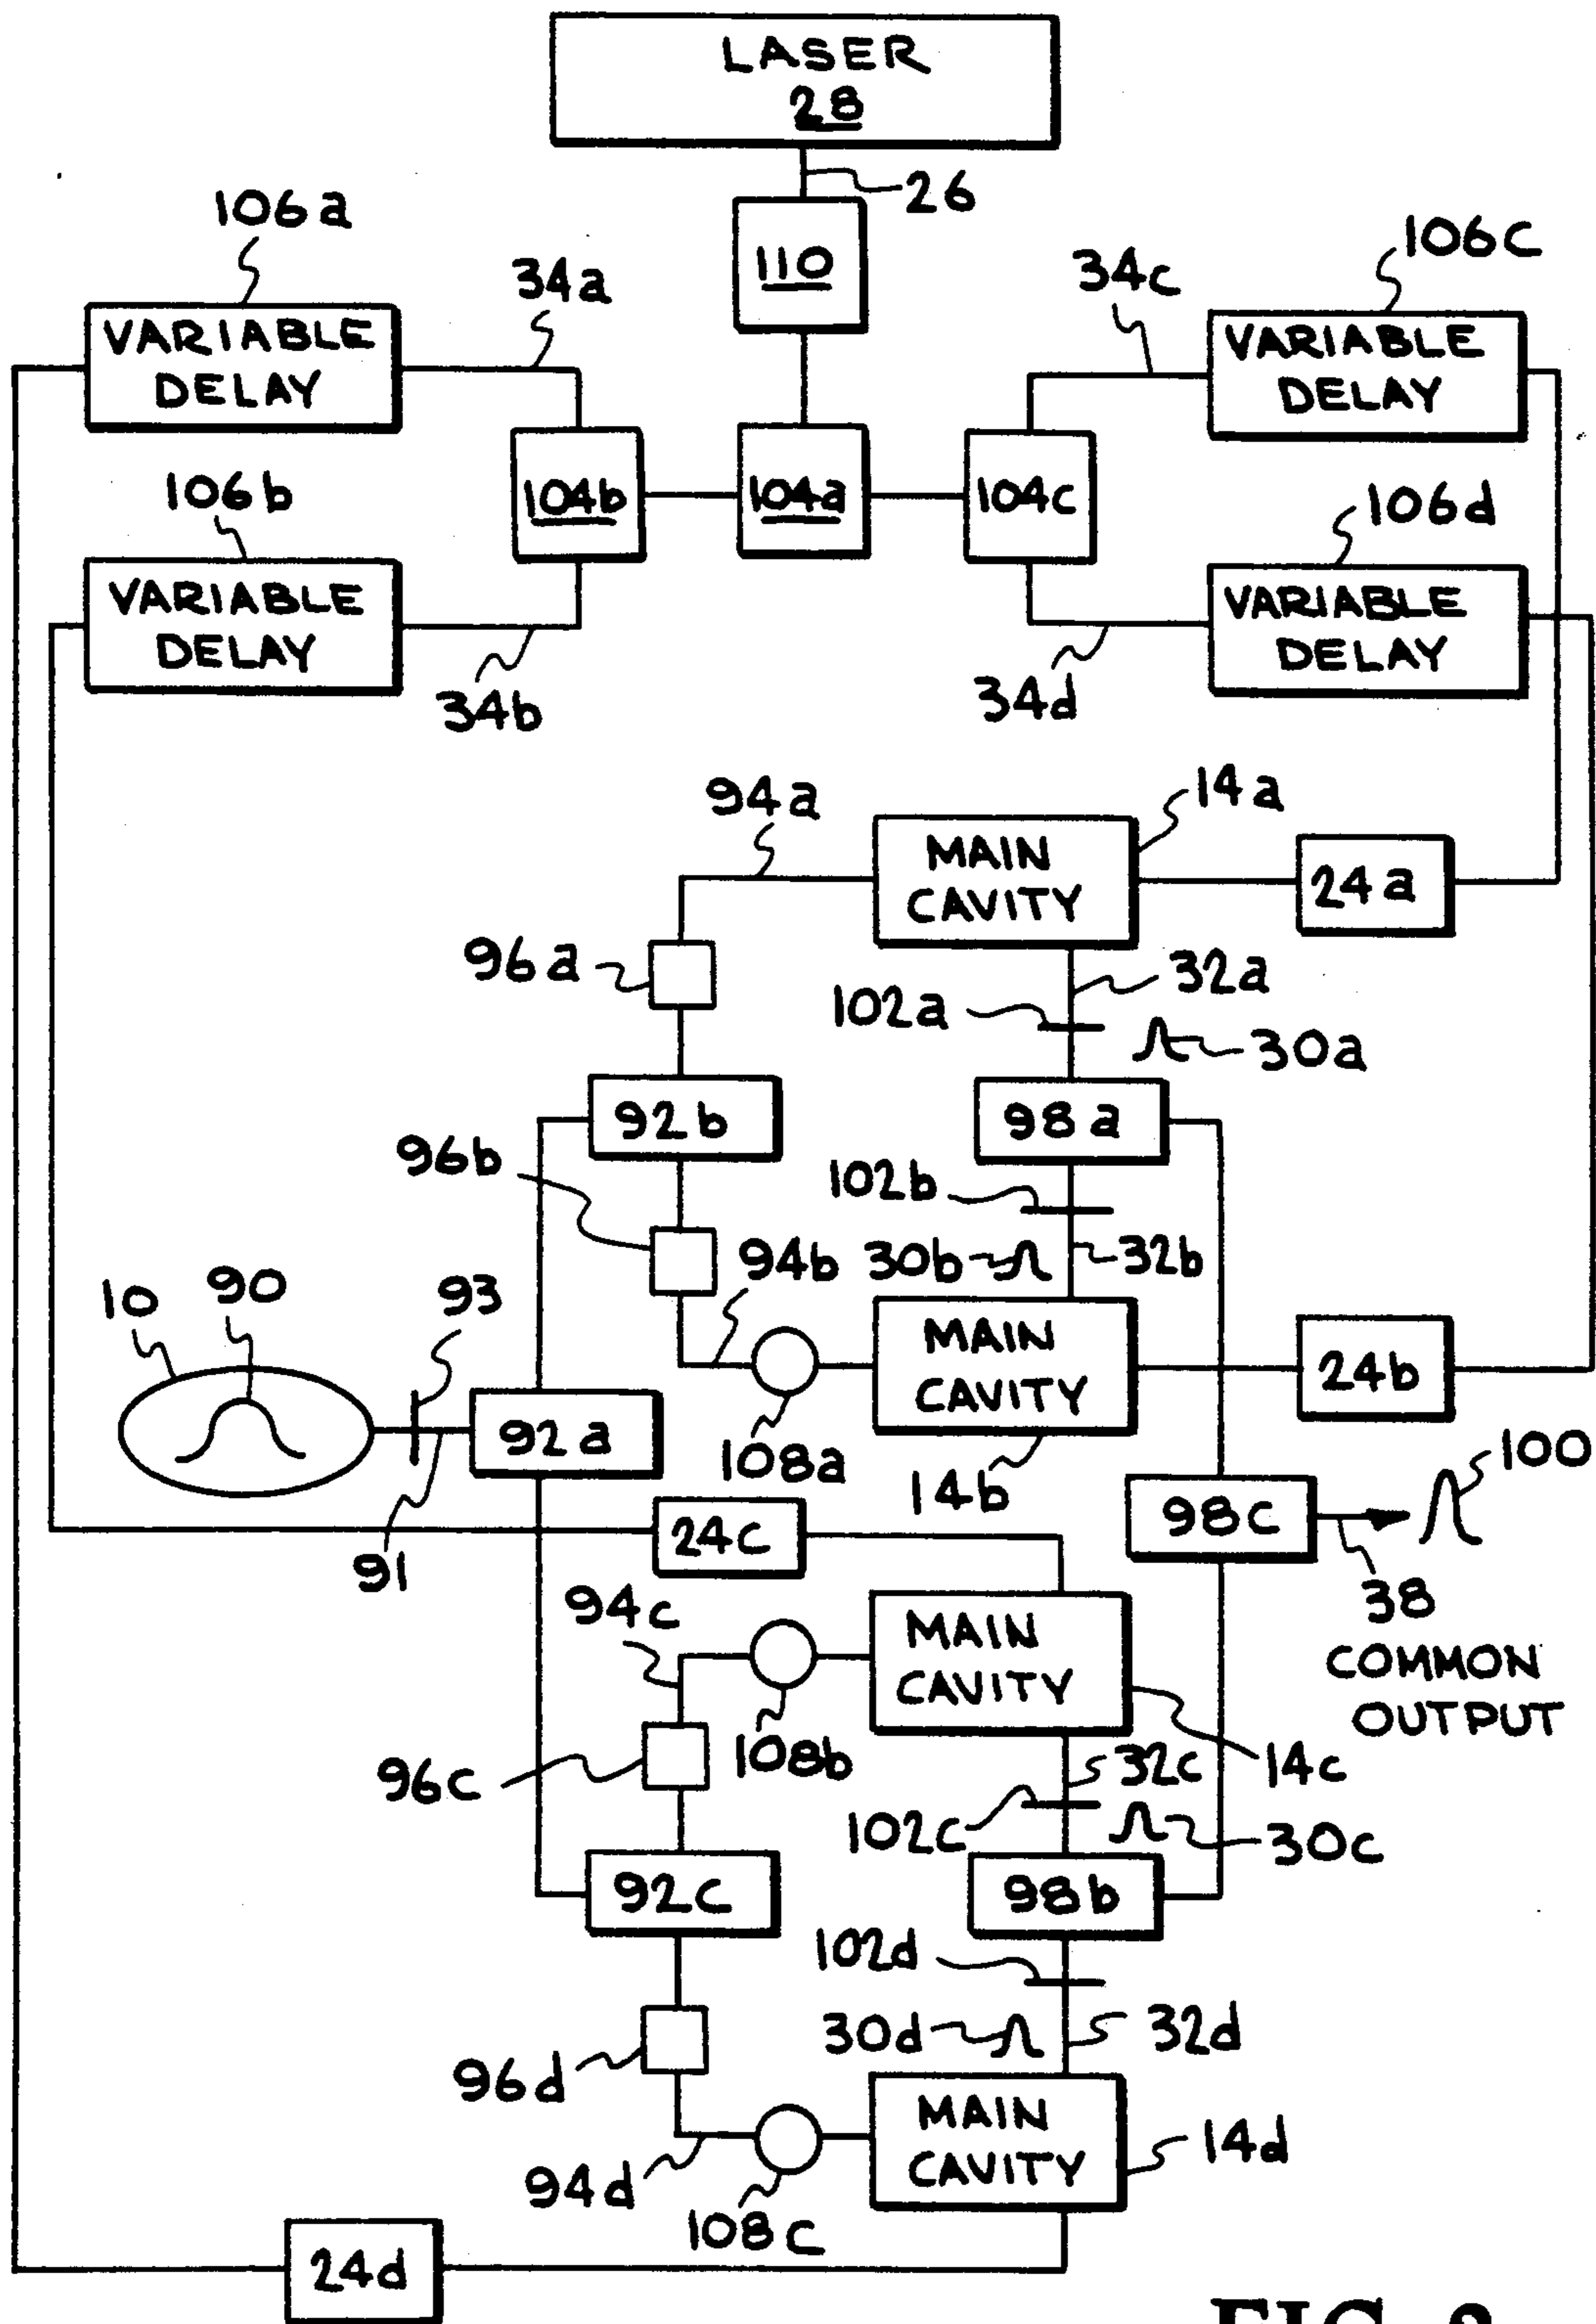 LASER
28
26
106a
110
106c
34a
34c
VARIABLE
DELAY
VARIABLE
DELAY
106b
104b
104a
104c
106d
VARIABLE
DELAY
VARIABLE
DELAY
34b
34d
94a
14a
MAIN
CAVITY
24a
96a
32a
102a
30a
92b
98a
96b
102b
94b
30b
32b
10
90
93
MAIN
CAVITY
24b
92a
108a
14b
100
98c
24c
91
38
COMMON
OUTPUT
94c
MAIN
CAVITY
108b
96c
32c
14c
102c
30c
92c
98b
102d
30d
32d
96d
MAIN
CAVITY
14d
94d
108c
24d